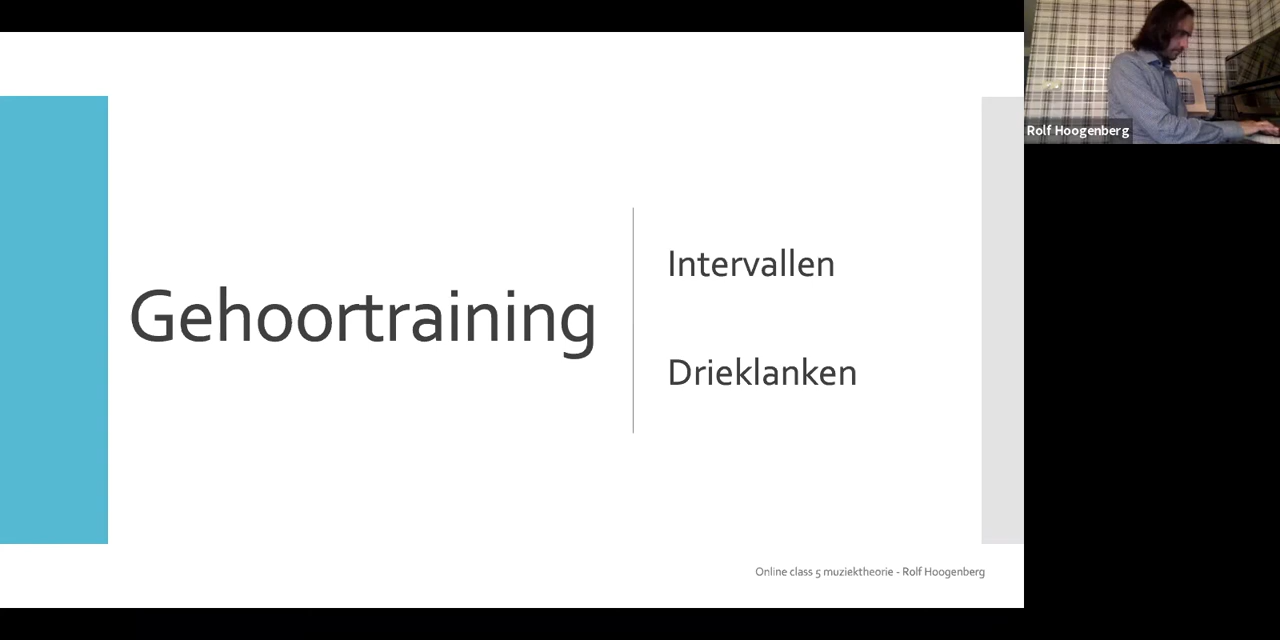 Rolf Hoogenberg
Gehoortraining
Intervallen
Drieklanken
Online class 5 muziektheorie - Rolf Hoogenberg